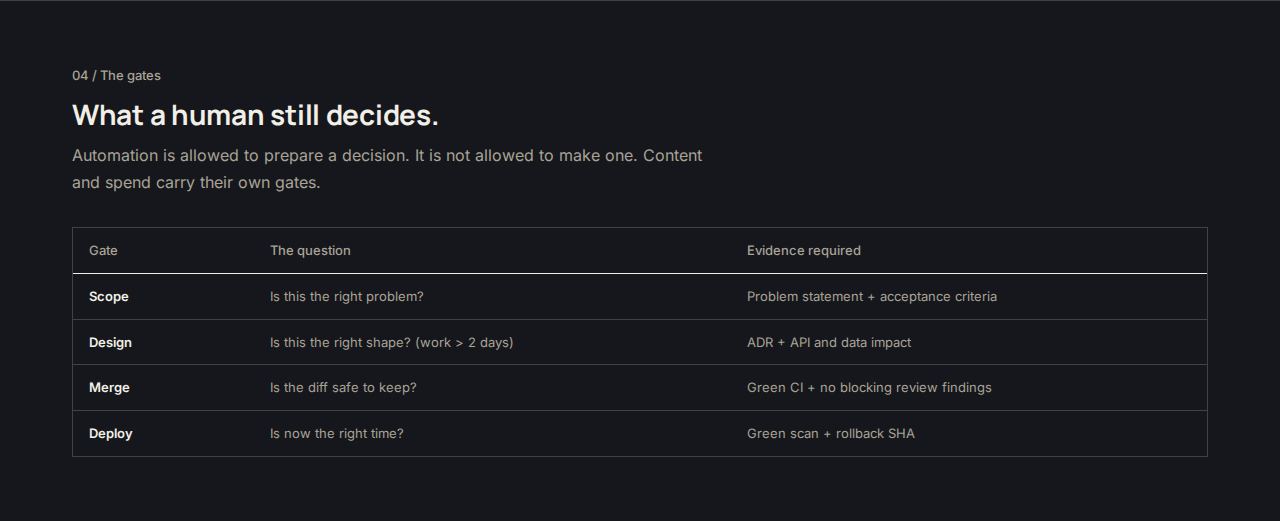 04 / The gates
What a human still decides.
Automation is allowed to prepare a decision. It is not allowed to make one. Content
and spend carry their own gates.
Gate The question Evidence required
Scope Is this the right problem? Problem statement + acceptance criteria
Design Is this the right shape? (work > 2 days) ADR + API and data impact
Merge Is the diff safe to keep? Green CI + no blocking review findings
Deploy Is now the right time? Green scan + rollback SHA